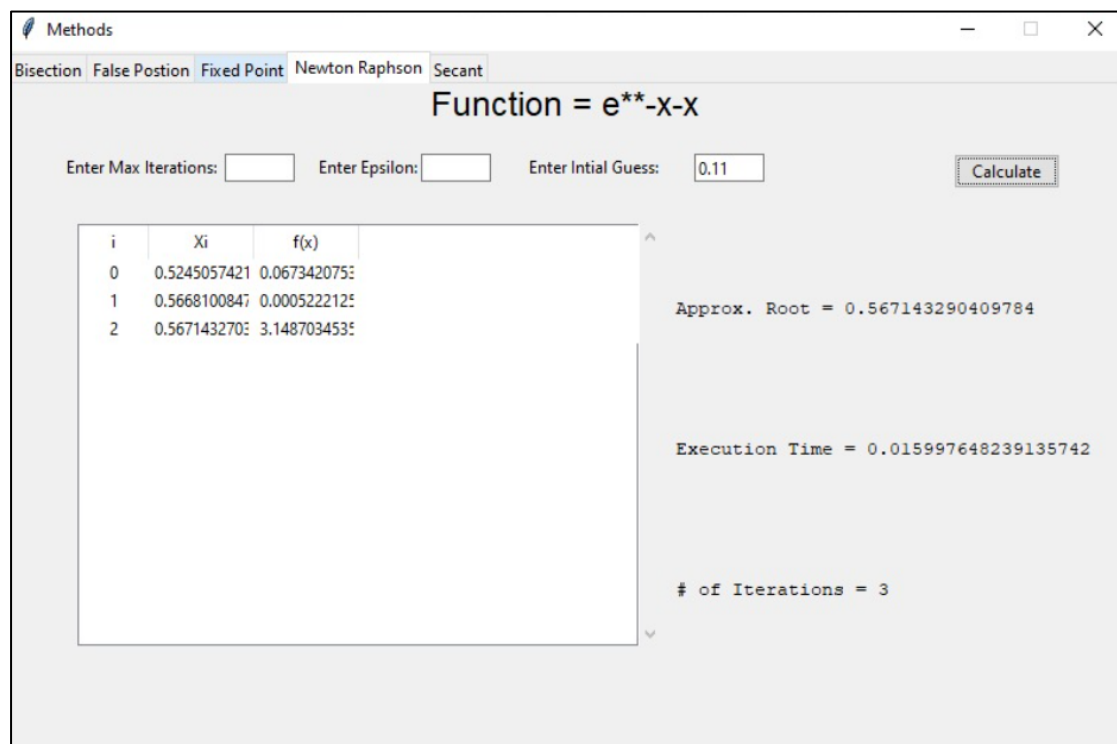 Methods
Bisection False Postion Fixed Point Newton Raphson Secant
Function = e**-x-x
Enter Max Iterations: Enter Epsilon: Enter Intial Guess: 0.11 Calculate
i Xi f(x)
0 0.5245057421 0.0673420753
1 0.5668100847 0.0005222125
2 0.5671432703 3.1487034535
Approx. Root = 0.567143290409784
Execution Time = 0.015997648239135742
# of Iterations = 3